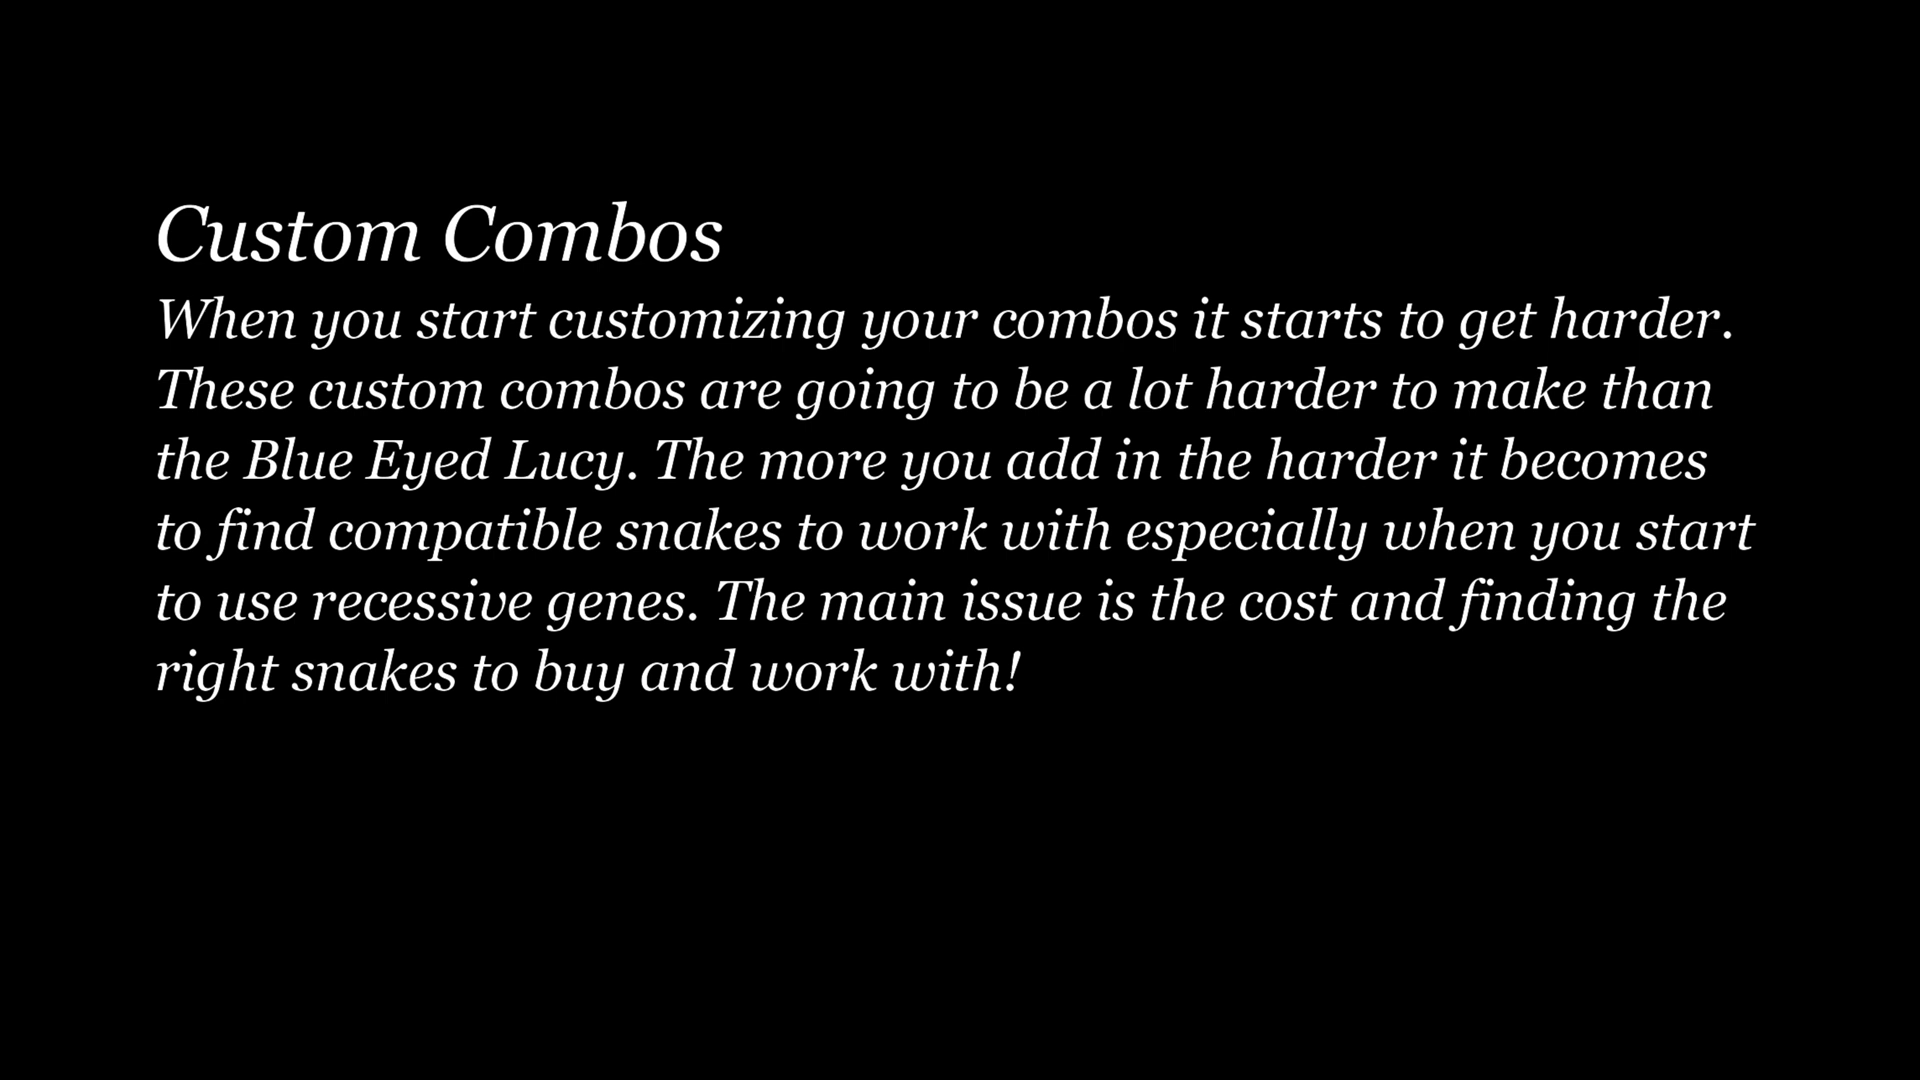 Custom Combos
When you start customizing your combos it starts to get harder.
These custom combos are going to be a lot harder to make than
the Blue Eyed Lucy. The more you add in the harder it becomes
to find compatible snakes to work with especially when you start
to use recessive genes. The main issue is the cost and finding the
right snakes to buy and work with!